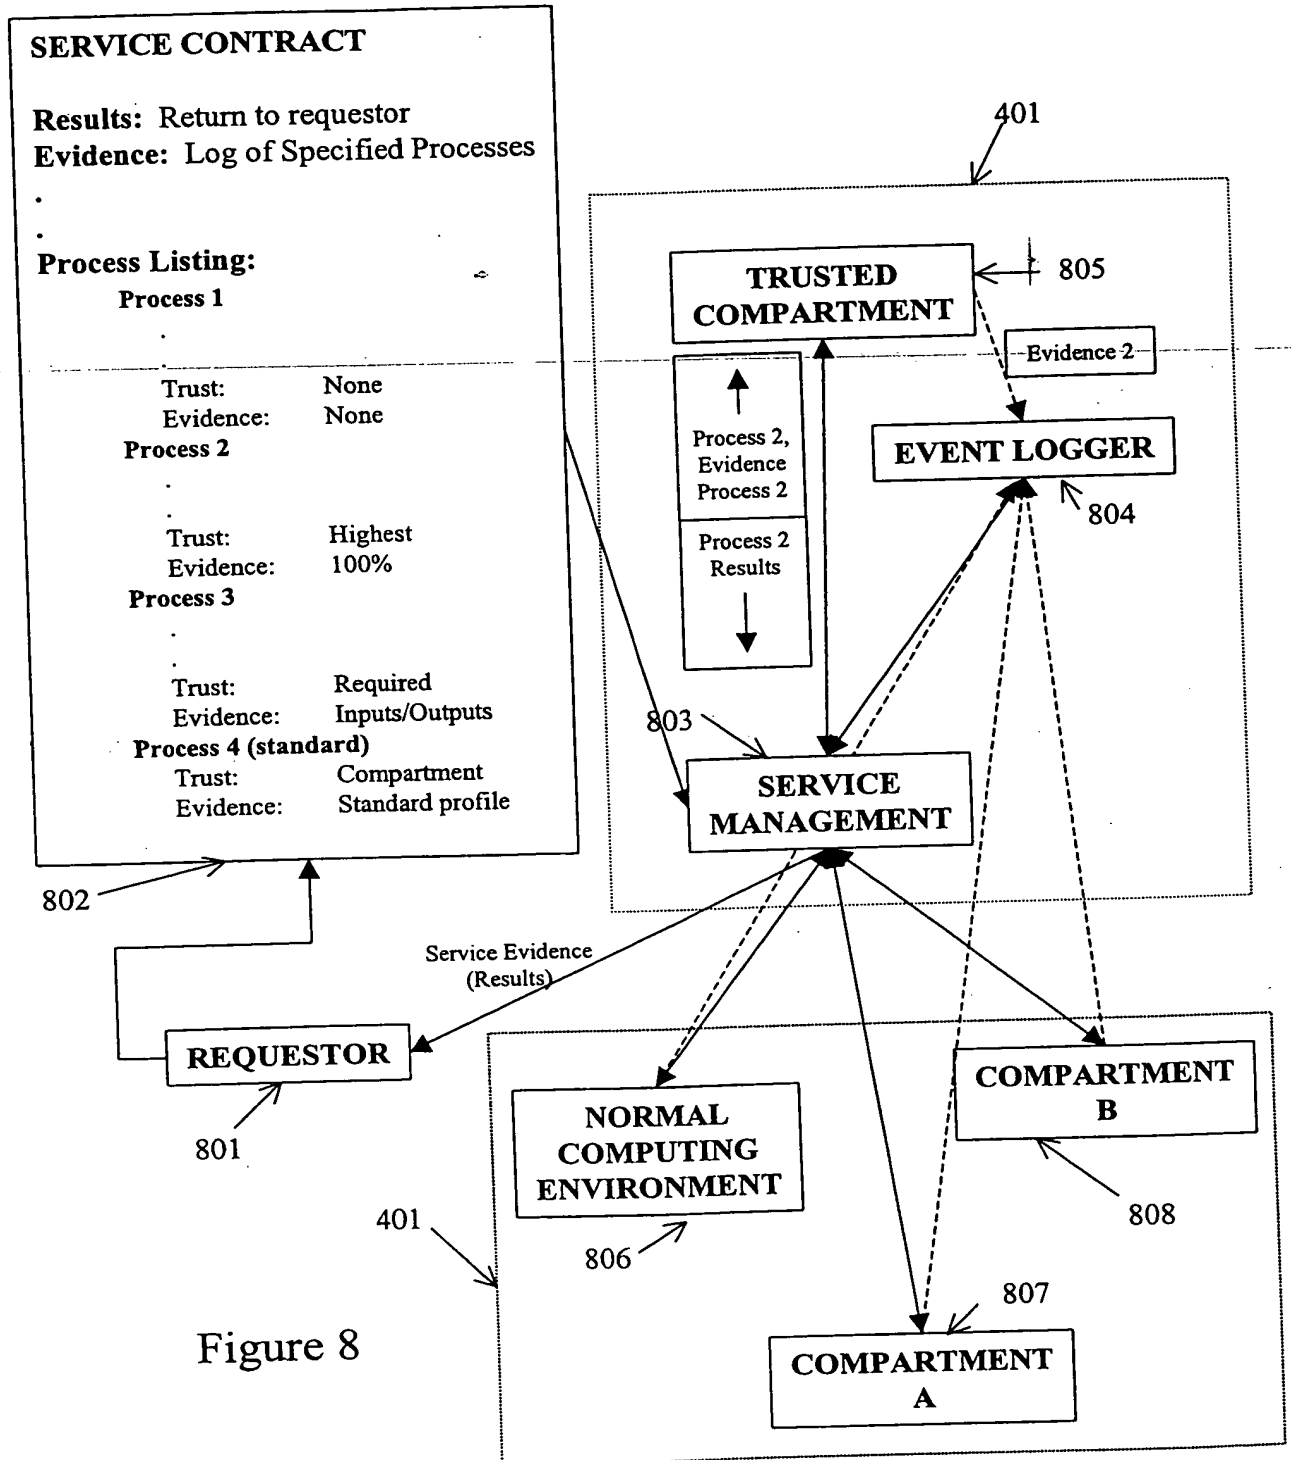 SERVICE CONTRACT
Results: Return to requestor
Evidence: Log of Specified Processes
.
.
Process Listing:
Process 1
.
.
Trust: None
Evidence: None
Process 2
.
.
Trust: Highest
Evidence: 100%
Process 3
.
.
Trust: Required
Evidence: Inputs/Outputs
Process 4 (standard)
Trust: Compartment
Evidence: Standard profile
802
401
TRUSTED
COMPARTMENT
805
Evidence 2
Process 2,
Evidence
Process 2
Process 2
Results
EVENT LOGGER
804
803
SERVICE
MANAGEMENT
Service Evidence
(Results)
REQUESTOR
801
NORMAL
COMPUTING
ENVIRONMENT
806
COMPARTMENT
B
808
401
807
COMPARTMENT
A
Figure 8